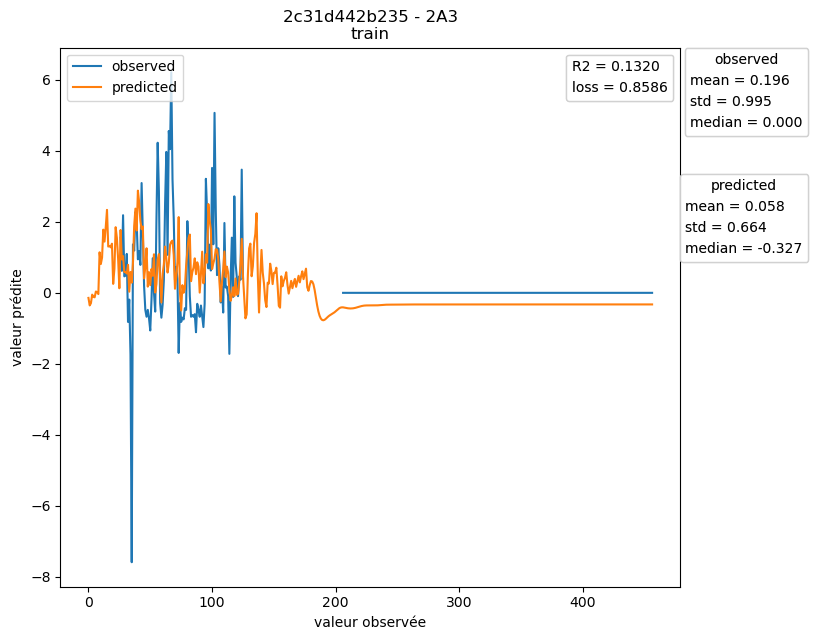 2c31d442b235 - 2A3
train
observed
predicted
R2 = 0.1320
loss = 0.8586
observed
mean = 0.196
std = 0.995
median = 0.000
predicted
mean = 0.058
std = 0.664
median = -0.327
valeur prédite
6
4
2
0
−2
−4
−6
−8
0
100
200
300
400
valeur observée